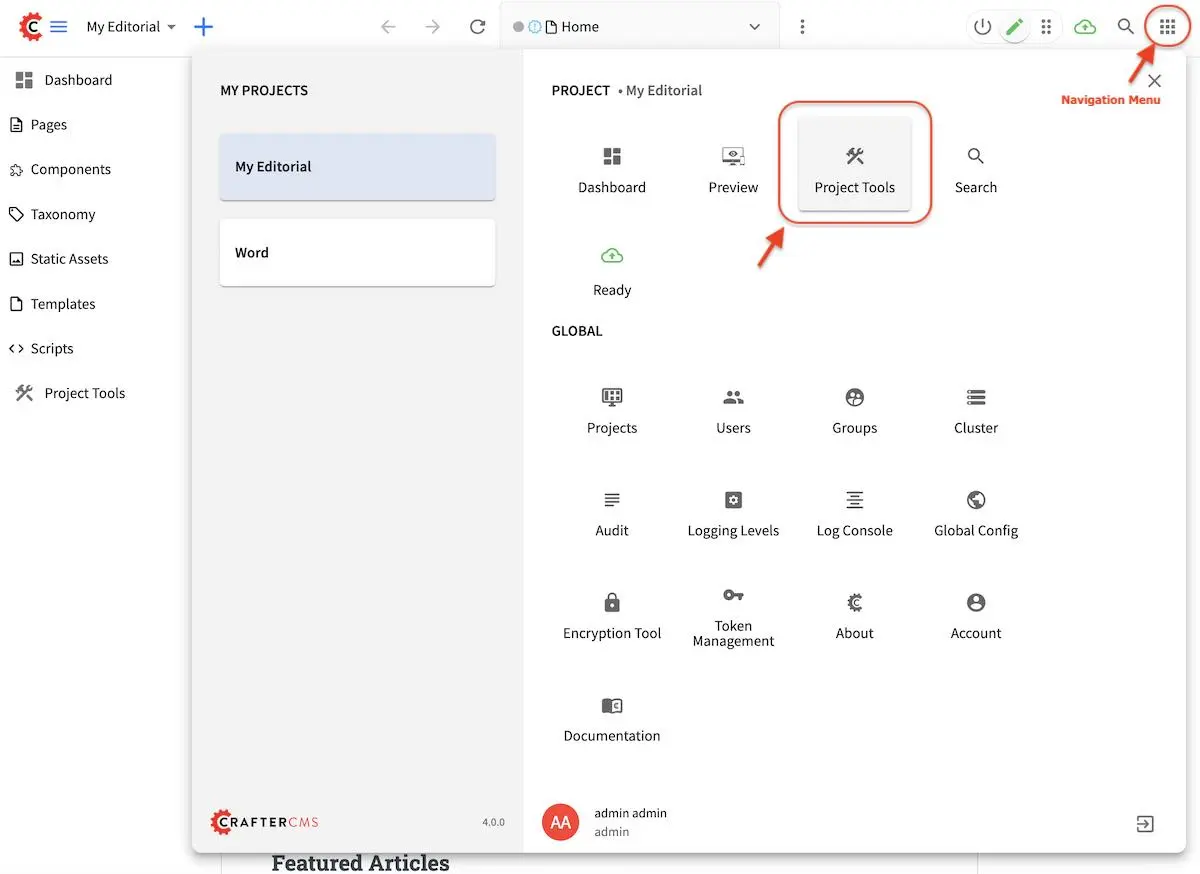 My Editorial
Home
Navigation Menu
Dashboard
Pages
Components
Taxonomy
Static Assets
Templates
Scripts
Project Tools
MY PROJECTS
My Editorial
Word
CRAFTERCMS
4.0.0
PROJECT • My Editorial
Dashboard
Preview
Project Tools
Search
Ready
GLOBAL
Projects
Users
Groups
Cluster
Audit
Logging Levels
Log Console
Global Config
Encryption Tool
Token
Management
About
Account
Documentation
AA
admin admin
admin
Featured Articles